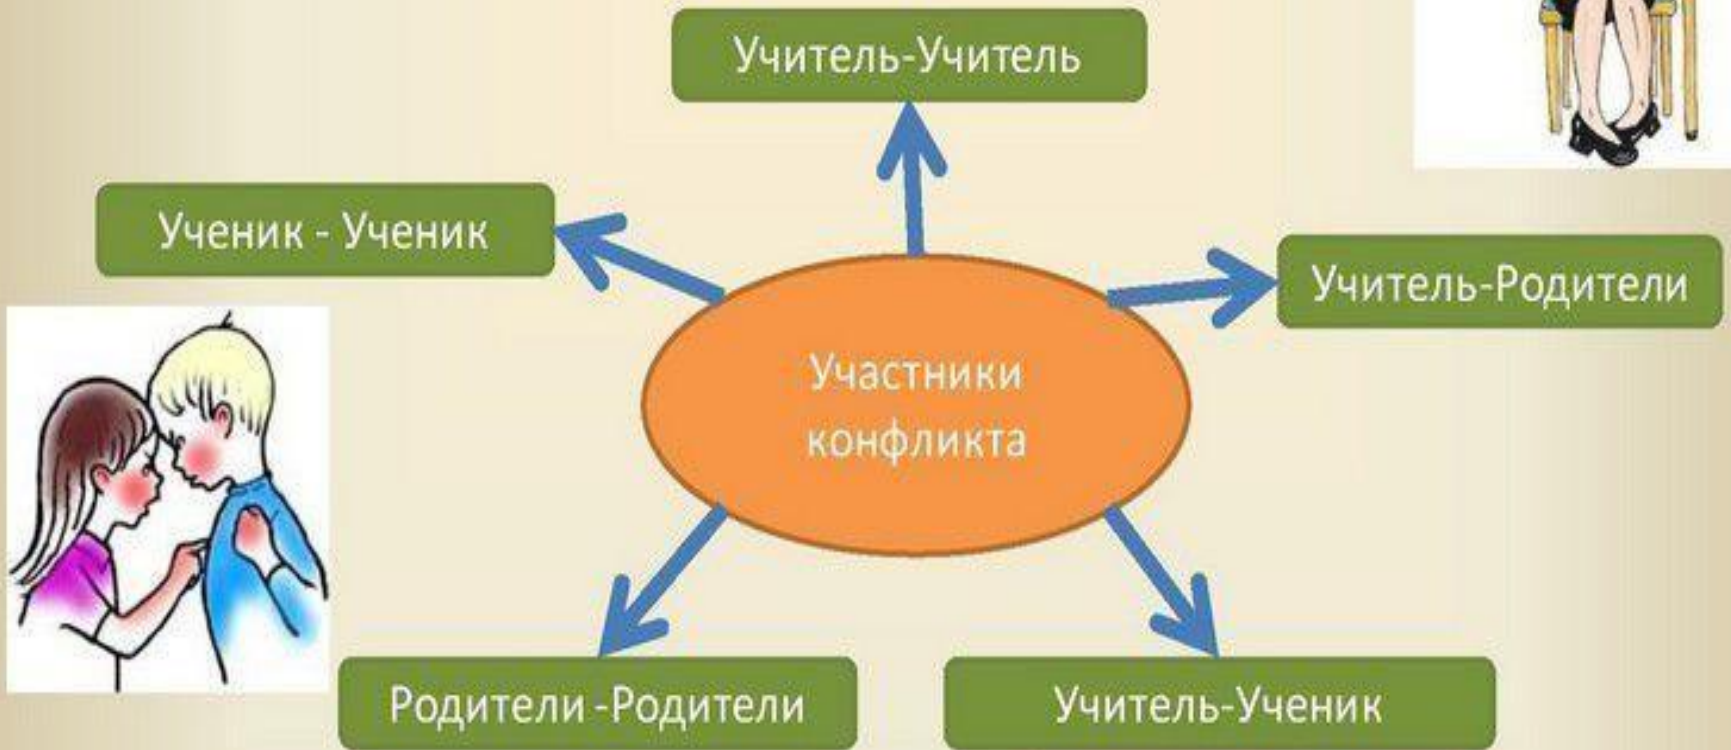 Учитель-Учитель
Ученик - Ученик
Учитель-Родители
Участники
конфликта
Родители -Родители
Учитель-Ученик